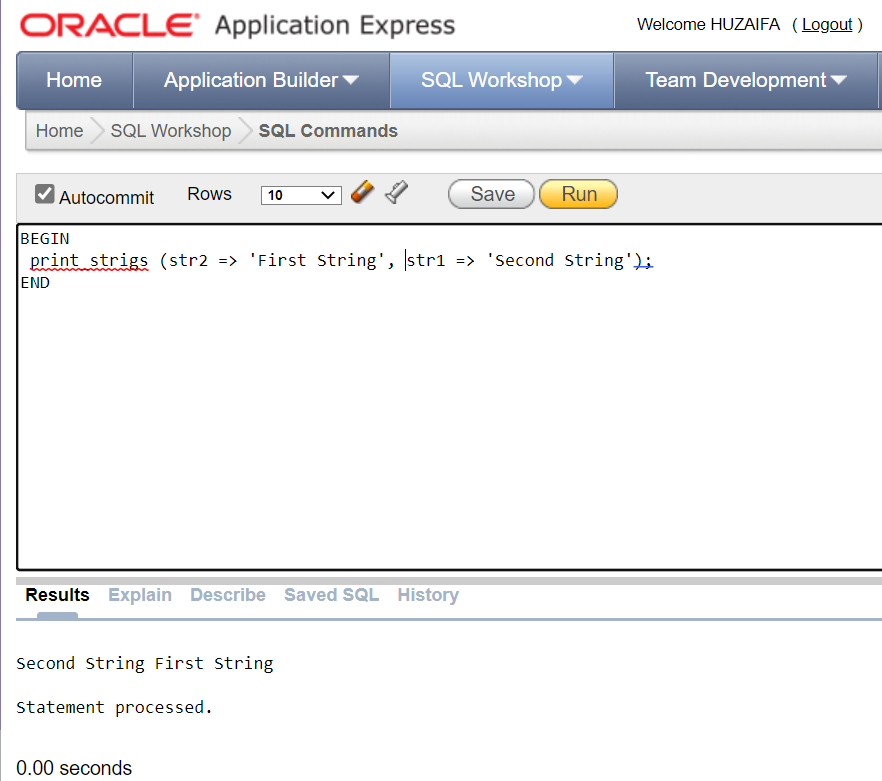 ORACLE® Application Express
Welcome HUZAIFA ( Logout )
Home Application Builder SQL Workshop Team Development
Home SQL Workshop SQL Commands
Autocommit Rows 10 Save Run
BEGIN
print_strigs (str2 => 'First String', str1 => 'Second String');
END
Results Explain Describe Saved SQL History
Second String First String
Statement processed.
0.00 seconds